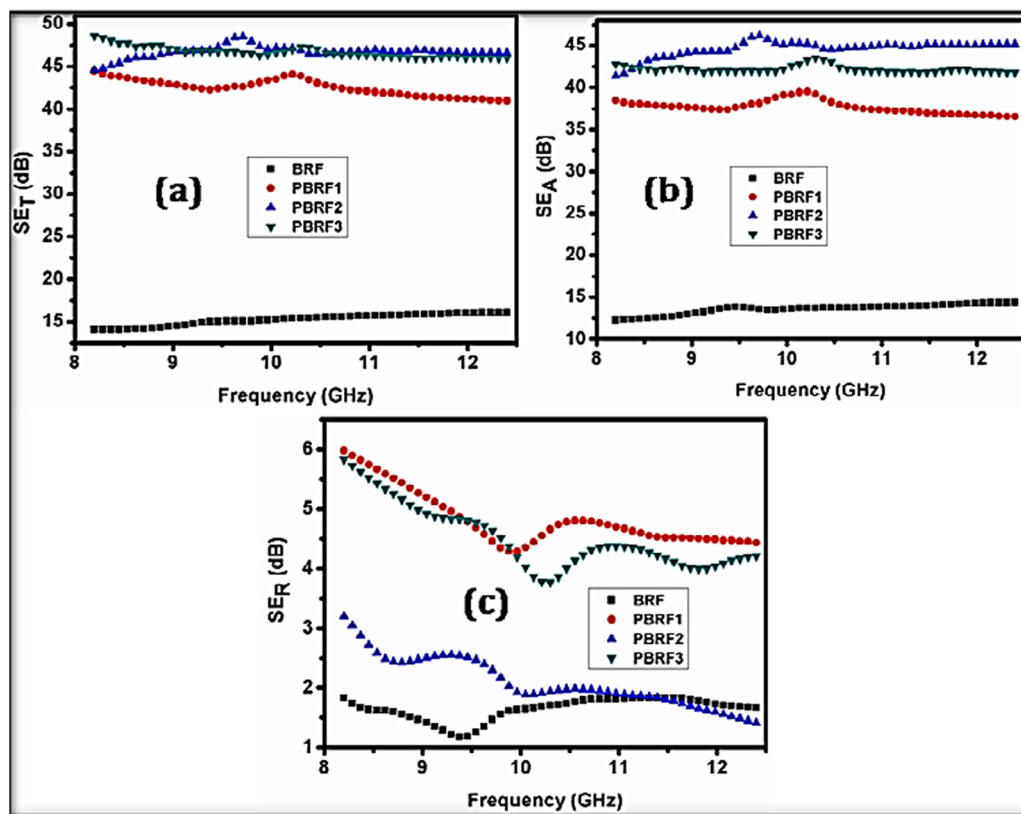 50
45
40
35
30
25
20
15
SET (dB)
(a)
BRF
PBRF1
PBRF2
PBRF3
8 9 10 11 12
Frequency (GHz)
45
40
35
30
25
20
15
10
SEA (dB)
(b)
BRF
PBRF1
PBRF2
PBRF3
8 9 10 11 12
Frequency (GHz)
6
5
4
3
2
1
SER (dB)
(c)
BRF
PBRF1
PBRF2
PBRF3
8 9 10 11 12
Frequency (GHz)